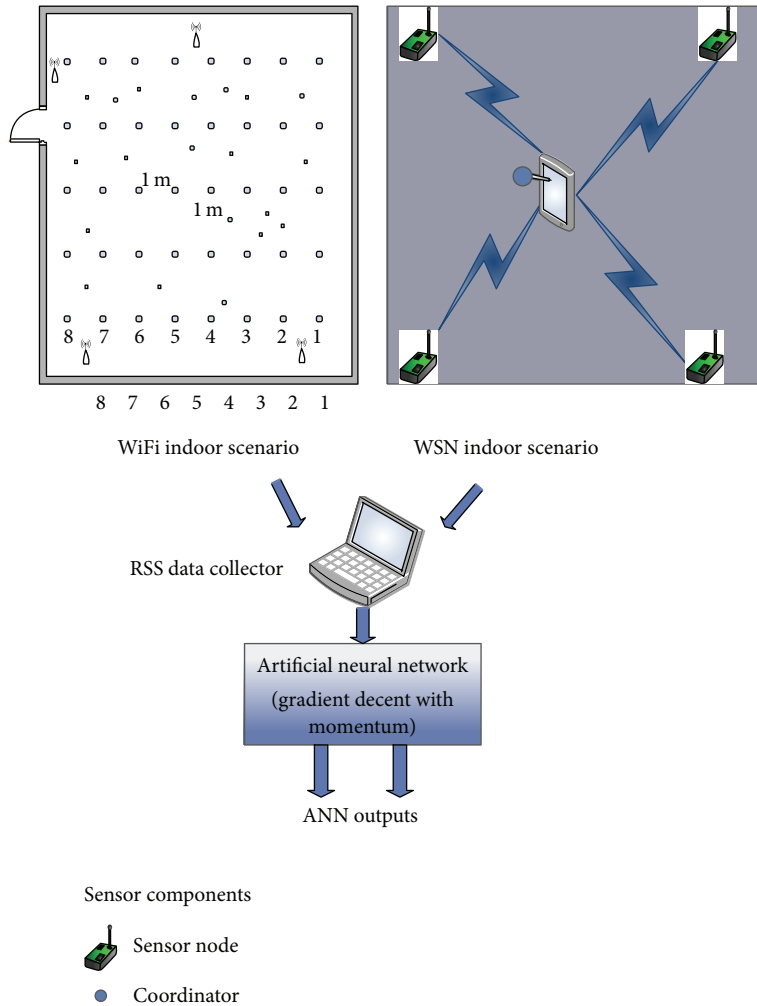 1 m
1 m
8 7 6 5 4 3 2 1
8 7 6 5 4 3 2 1
WiFi indoor scenario
WSN indoor scenario
RSS data collector
Artificial neural network
(gradient decent with
momentum)
ANN outputs
Sensor components
Sensor node
Coordinator